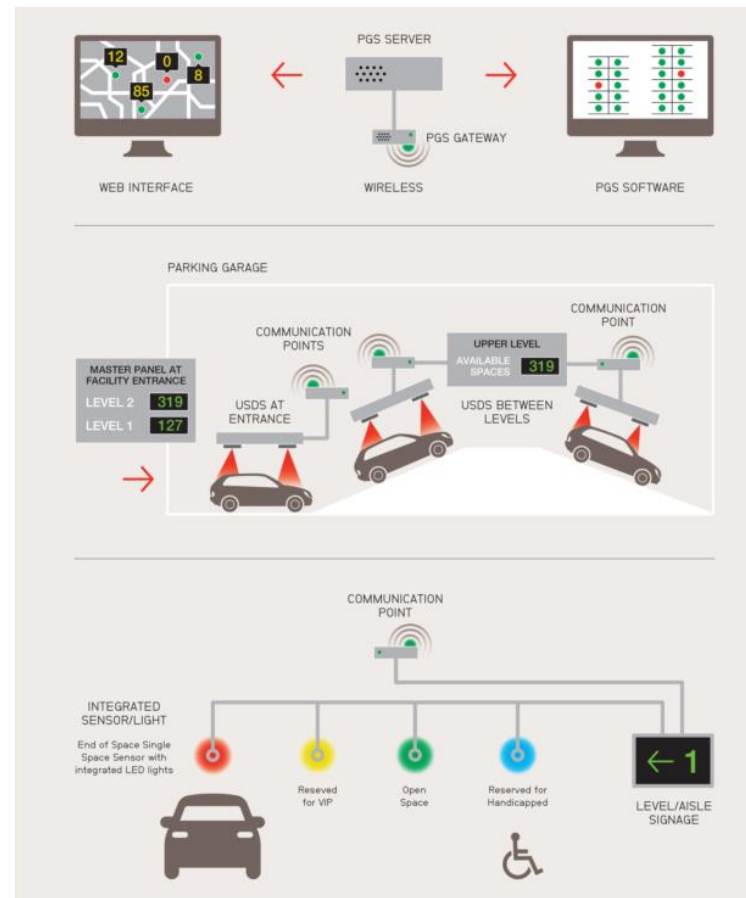 PGS SERVER
12
0
8
85
PGS GATEWAY
WEB INTERFACE
WIRELESS
PGS SOFTWARE
PARKING GARAGE
COMMUNICATION
POINTS
COMMUNICATION
POINT
MASTER PANEL AT
FACILITY ENTRANCE
LEVEL 2 319
LEVEL 1 127
USDS AT
ENTRANCE
UPPER LEVEL
AVAILABLE
SPACES 319
USDS BETWEEN
LEVELS
COMMUNICATION
POINT
INTEGRATED
SENSOR/LIGHT
End of Space Single
Space Sensor with
integrated LED lights
Reseved
for VIP
Open
Space
Reserved for
Handicapped
← 1
LEVEL/AISLE
SIGNAGE